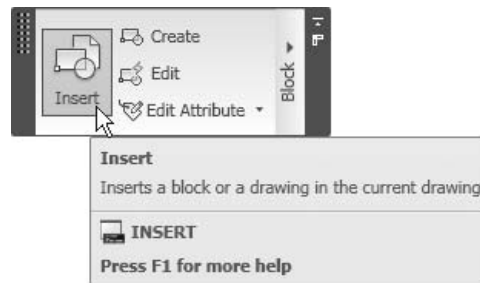 Create
Edit
Insert
Edit Attribute
Block
Insert
Inserts a block or a drawing in the current drawing
INSERT
Press F1 for more help